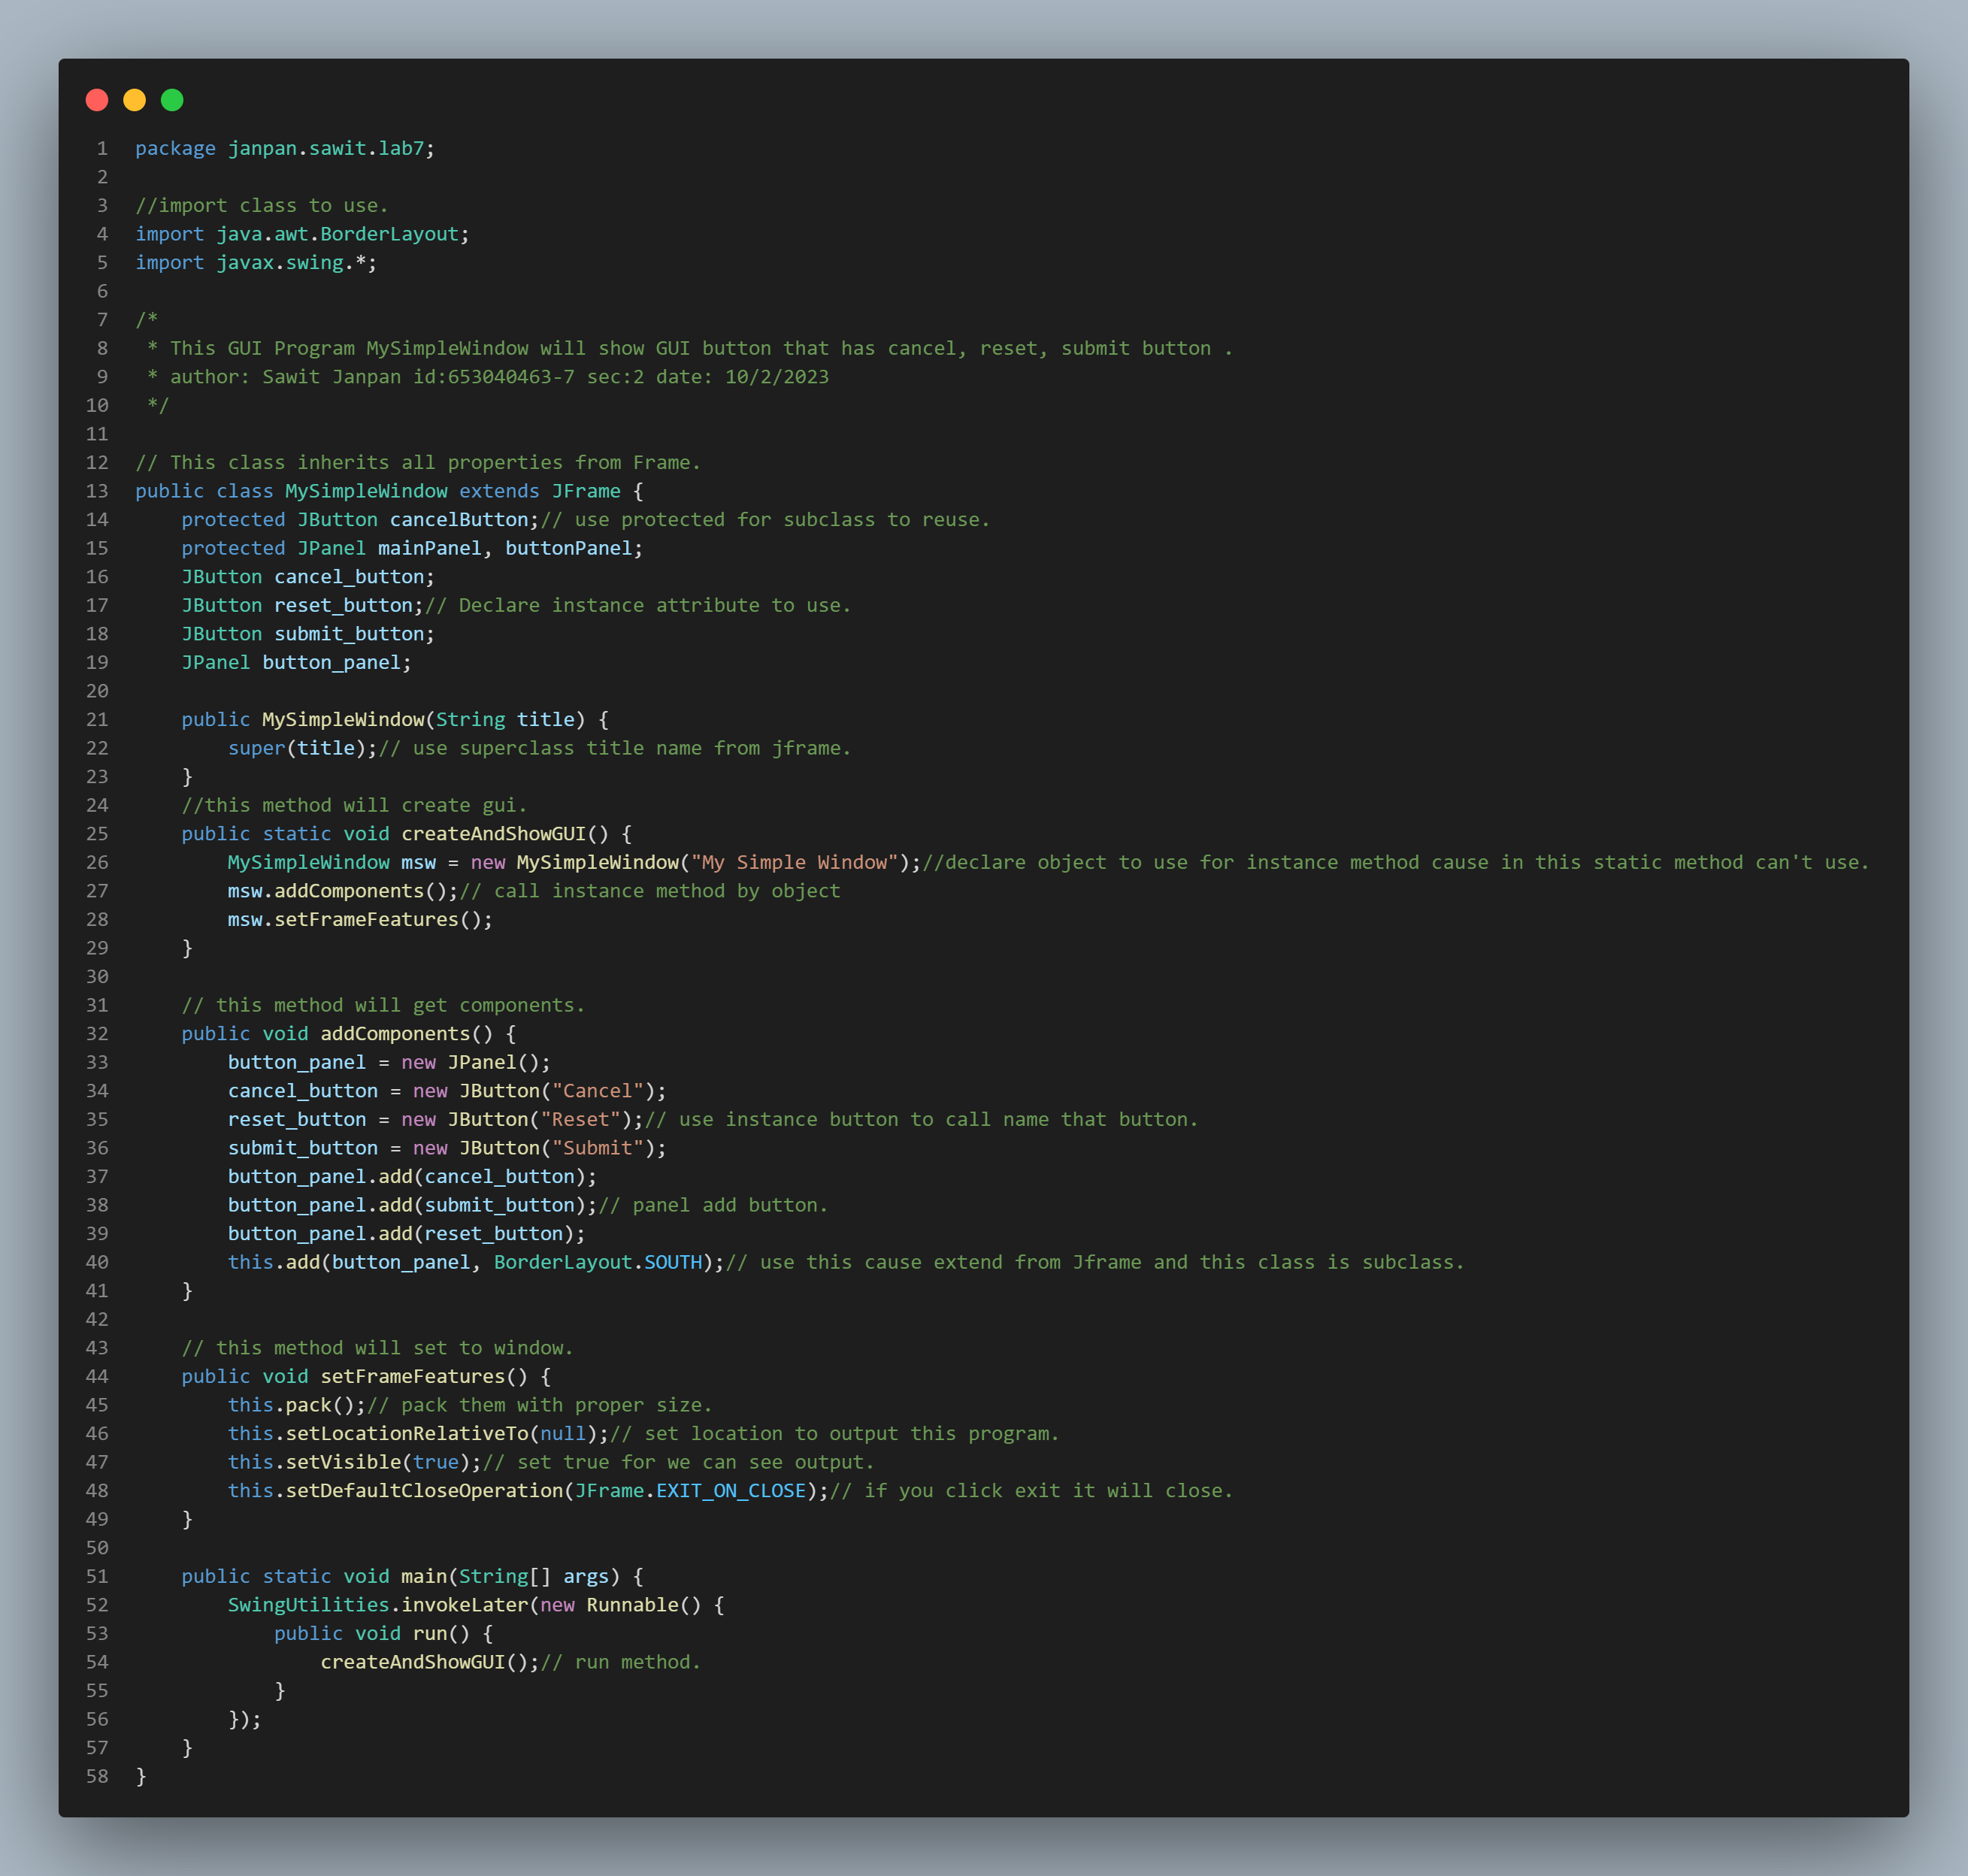 1 package janpan.sawit.lab7;
2
3 //import class to use.
4 import java.awt.BorderLayout;
5 import javax.swing.*;
6
7 /*
8  * This GUI Program MySimpleWindow will show GUI button that has cancel, reset, submit button .
9  * author: Sawit Janpan id:653040463-7 sec:2 date: 10/2/2023
10  */
11
12 // This class inherits all properties from Frame.
13 public class MySimpleWindow extends JFrame {
14     protected JButton cancelButton;// use protected for subclass to reuse.
15     protected JPanel mainPanel, buttonPanel;
16     JButton cancel_button;
17     JButton reset_button;// Declare instance attribute to use.
18     JButton submit_button;
19     JPanel button_panel;
20
21     public MySimpleWindow(String title) {
22         super(title);// use superclass title name from jframe.
23     }
24     //this method will create gui.
25     public static void createAndShowGUI() {
26         MySimpleWindow msw = new MySimpleWindow("My Simple Window");//declare object to use for instance method cause in this static method can't use.
27         msw.addComponents();// call instance method by object
28         msw.setFrameFeatures();
29     }
30
31     // this method will get components.
32     public void addComponents() {
33         button_panel = new JPanel();
34         cancel_button = new JButton("Cancel");
35         reset_button = new JButton("Reset");// use instance button to call name that button.
36         submit_button = new JButton("Submit");
37         button_panel.add(cancel_button);
38         button_panel.add(submit_button);// panel add button.
39         button_panel.add(reset_button);
40         this.add(button_panel, BorderLayout.SOUTH);// use this cause extend from Jframe and this class is subclass.
41     }
42
43     // this method will set to window.
44     public void setFrameFeatures() {
45         this.pack();// pack them with proper size.
46         this.setLocationRelativeTo(null);// set location to output this program.
47         this.setVisible(true);// set true for we can see output.
48         this.setDefaultCloseOperation(JFrame.EXIT_ON_CLOSE);// if you click exit it will close.
49     }
50
51     public static void main(String[] args) {
52         SwingUtilities.invokeLater(new Runnable() {
53             public void run() {
54                 createAndShowGUI();// run method.
55             }
56         });
57     }
58 }